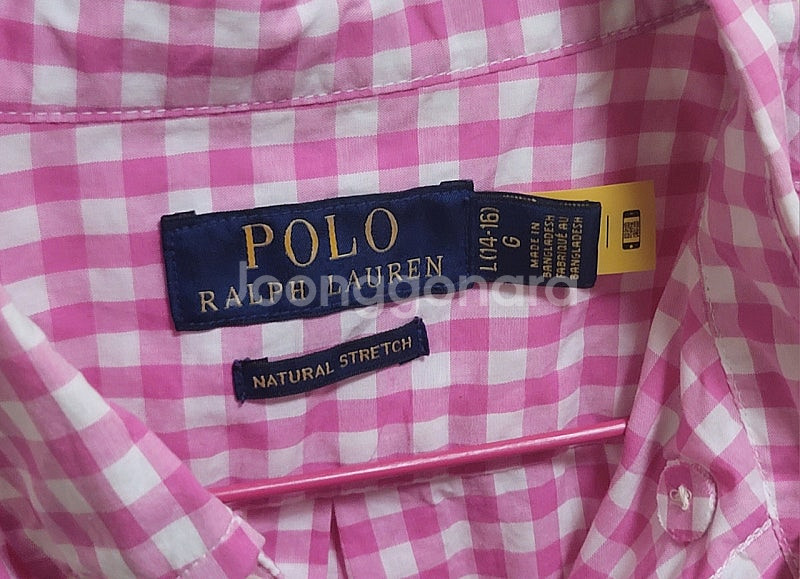 POLO
RALPH LAUREN
L(14-16)
G
MADE IN
BANGLADESH
FABRIQUÉ AU
BANGLADESH
NATURAL STRETCH
Joonggonara